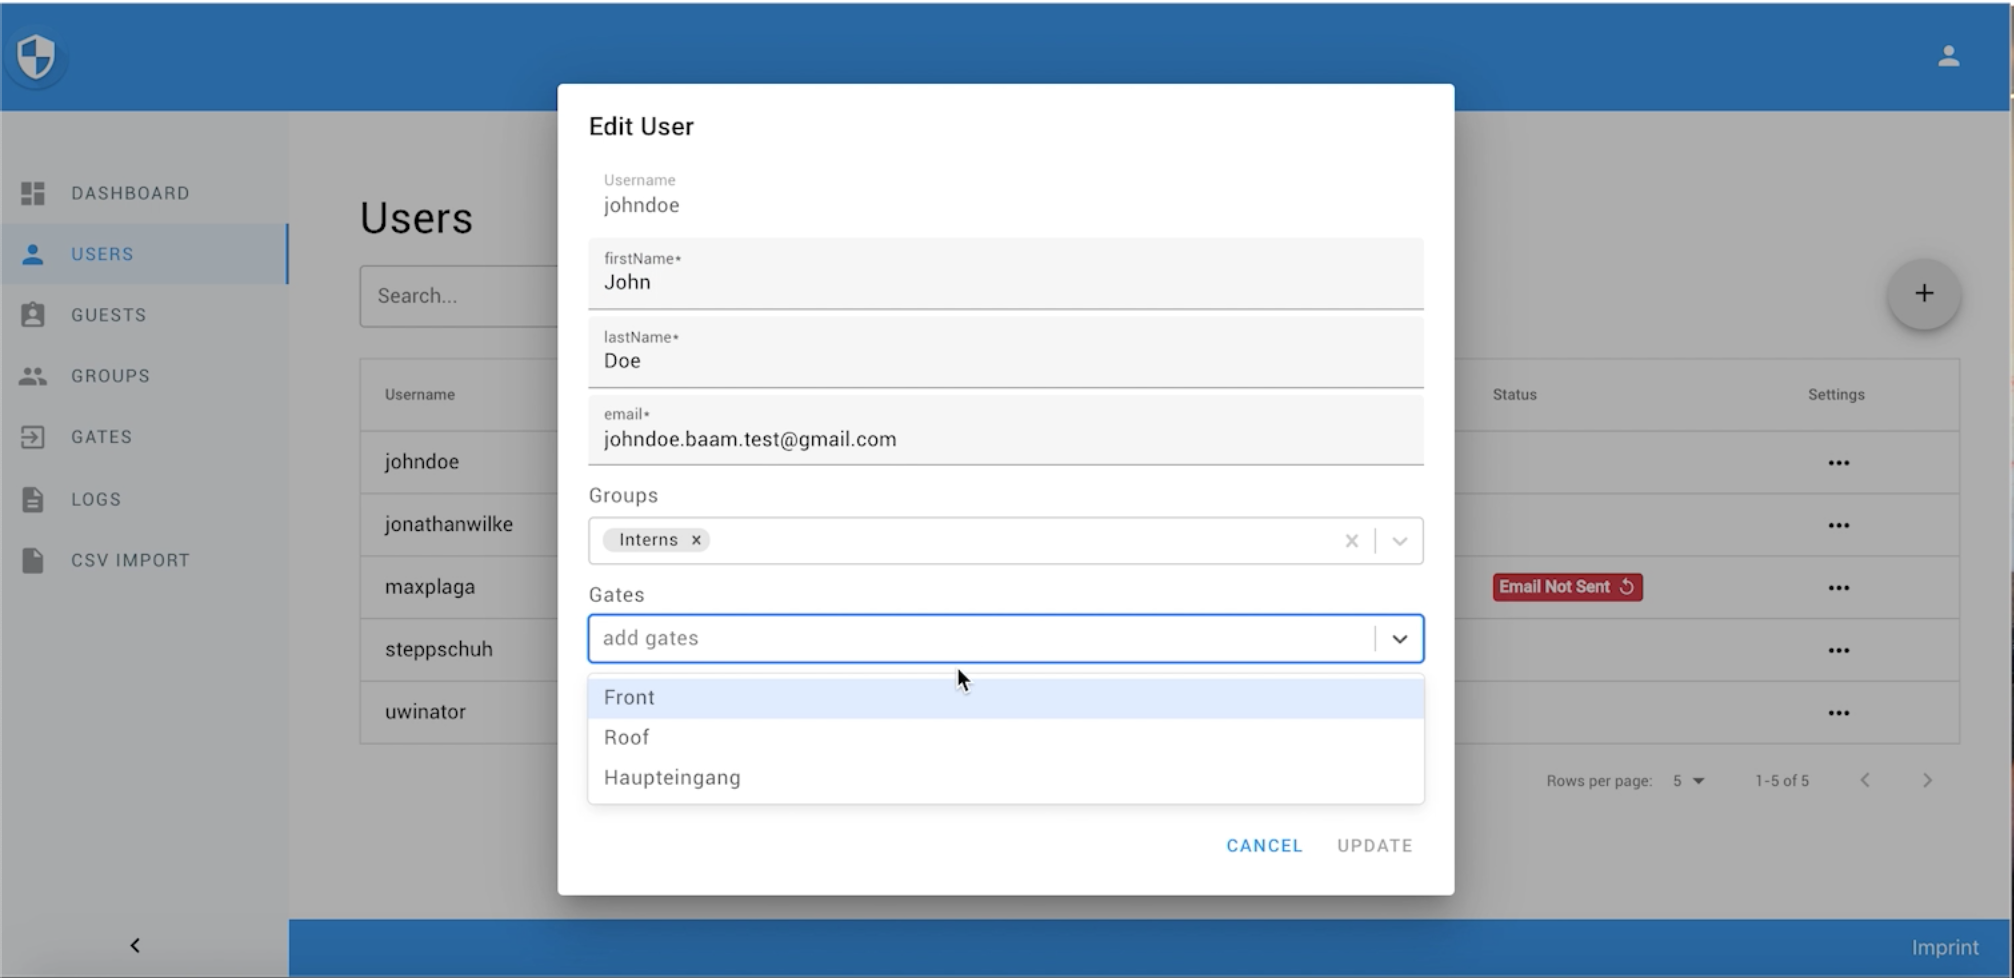 Edit User
Username
johndoe
firstName*
John
lastName*
Doe
email*
johndoe.baam.test@gmail.com
Groups
Interns ×
Gates
add gates
Front
Roof
Haupteingang
CANCEL UPDATE
DASHBOARD
USERS
GUESTS
GROUPS
GATES
LOGS
CSV IMPORT
Users
Search...
Username Status Settings
johndoe
jonathanwilke
maxplaga Email Not Sent
steppschuh
uwinator
Rows per page: 5 1-5 of 5
Imprint